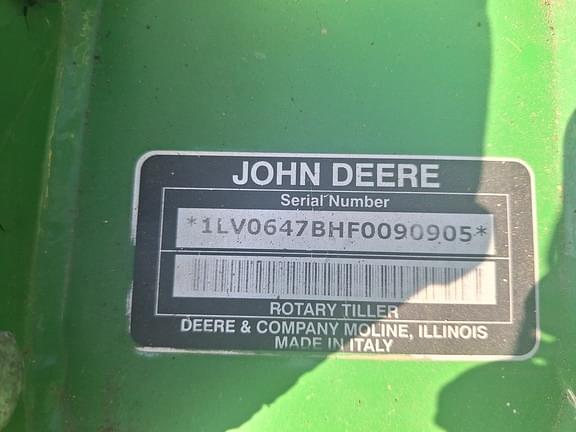 JOHN DEERE
Serial Number
*1LV0647BHF0090905*
ROTARY TILLER
DEERE & COMPANY MOLINE, ILLINOIS
MADE IN ITALY